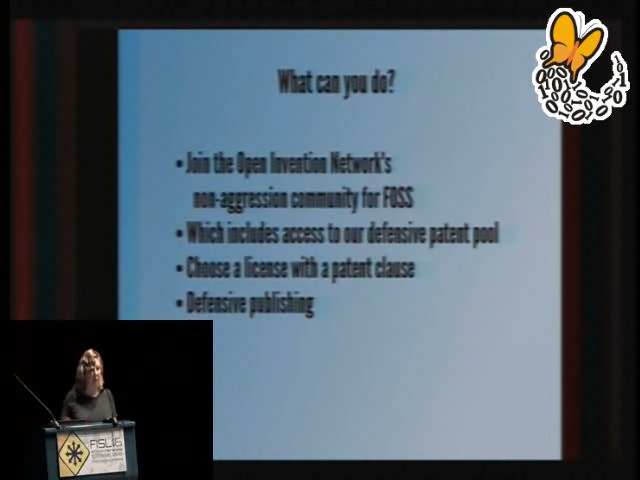 What can you do?
• Join the Open Invention Network's
non-aggression community for FOSS
• Which includes access to our defensive patent pool
• Choose a license with a patent clause
• Defensive publishing
FISL16